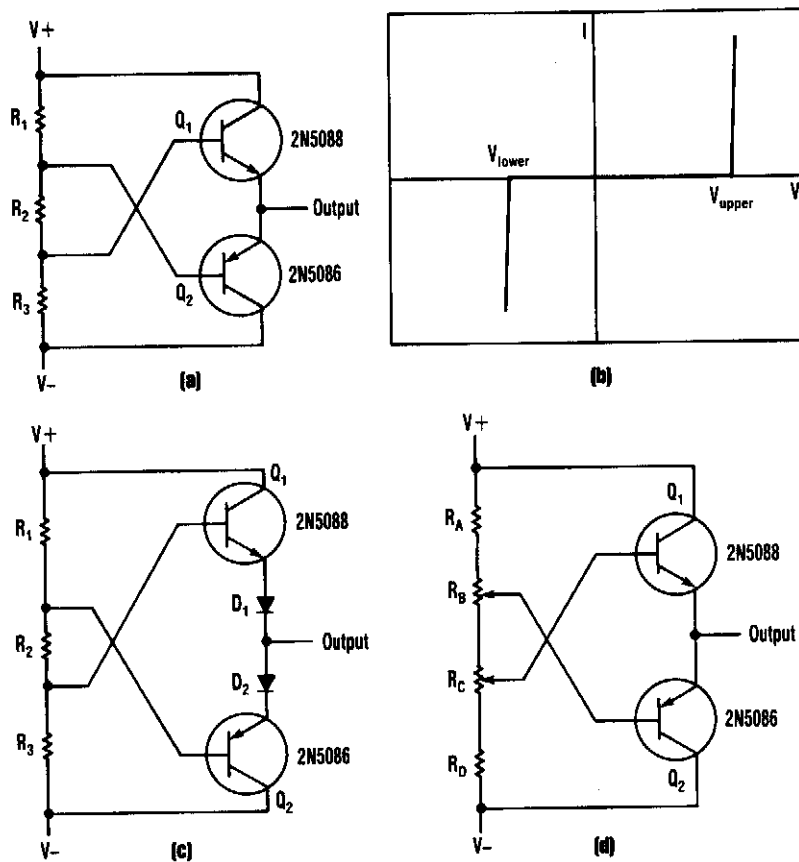 V+
R1
Q1
2N5088
R2
Output
R3
Q2
2N5086
V-
(a)
I
Vlower
Vupper
V
(b)
V+
Q1
2N5088
R1
D1
R2
Output
D2
R3
2N5086
Q2
V-
(c)
V+
Q1
RA
2N5088
RB
Output
RC
2N5086
RD
Q2
V-
(d)